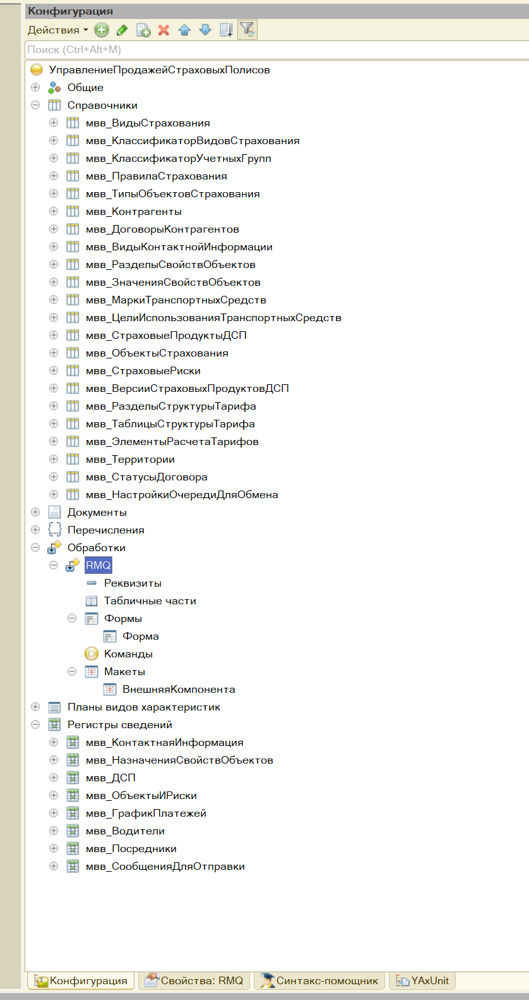 Конфигурация
Действия
Поиск (Ctrl+Alt+M)
УправлениеПродажейСтраховыхПолисов
Общие
Справочники
мвв_ВидыСтрахования
мвв_КлассификаторВидовСтрахования
мвв_КлассификаторУчетныхГрупп
мвв_ПравилаСтрахования
мвв_ТипыОбъектовСтрахования
мвв_Контрагенты
мвв_ДоговорыКонтрагентов
мвв_ВидыКонтактнойИнформации
мвв_РазделыСвойствОбъектов
мвв_ЗначенияСвойствОбъектов
мвв_МаркиТранспортныхСредств
мвв_ЦелиИспользованияТранспортныхСредств
мвв_СтраховыеПродуктыДСП
мвв_ОбъектыСтрахования
мвв_СтраховыеРиски
мвв_ВерсииСтраховыхПродуктовДСП
мвв_РазделыСтруктурыТарифа
мвв_ТаблицыСтруктурыТарифа
мвв_ЭлементыРасчетаТарифов
мвв_Территории
мвв_СтатусыДоговора
мвв_НастройкиОчередиДляОбмена
Документы
Перечисления
Обработки
RMQ
Реквизиты
Табличные части
Формы
Форма
Команды
Макеты
ВнешняяКомпонента
Планы видов характеристик
Регистры сведений
мвв_КонтактнаяИнформация
мвв_НазначенияСвойствОбъектов
мвв_ДСП
мвв_ОбъектыИРиски
мвв_ГрафикПлатежей
мвв_Водители
мвв_Посредники
мвв_СообщенияДляОтправки
Конфигурация Свойства: RMQ Синтакс-помощник YAxUnit